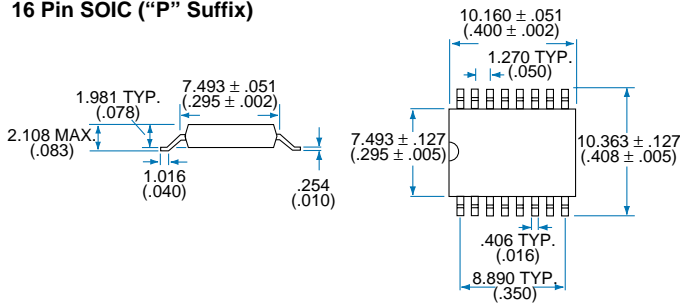 16 Pin SOIC (“P” Suffix)
10.160 ± .051
(.400 ± .002)
1.270 TYP.
(.050)
7.493 ± .051
(.295 ± .002)
1.981 TYP.
(.078)
2.108 MAX.
(.083)
1.016
(.040)
.254
(.010)
7.493 ± .127
(.295 ± .005)
10.363 ± .127
(.408 ± .005)
.406 TYP.
(.016)
8.890 TYP.
(.350)